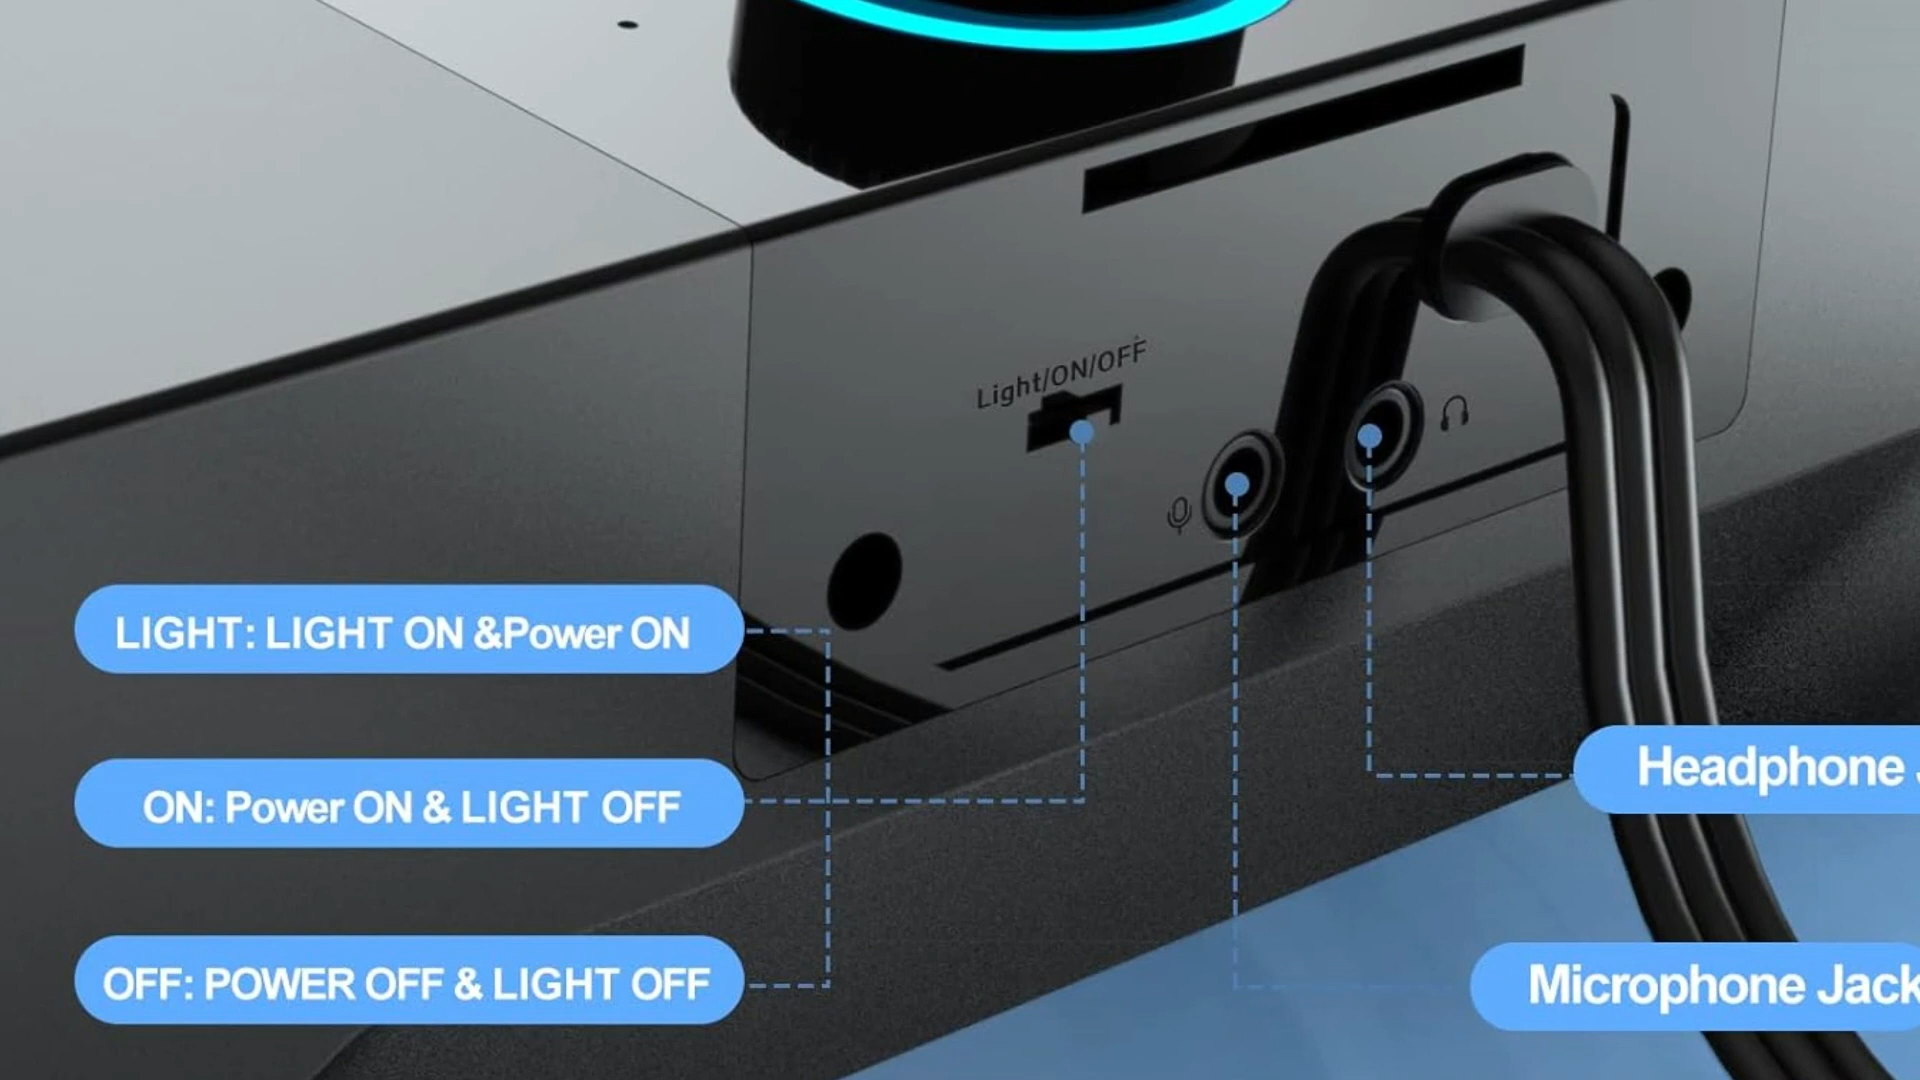 Light/ON/OFF
LIGHT: LIGHT ON &Power ON
ON: Power ON & LIGHT OFF
OFF: POWER OFF & LIGHT OFF
Headphone
Microphone Jack